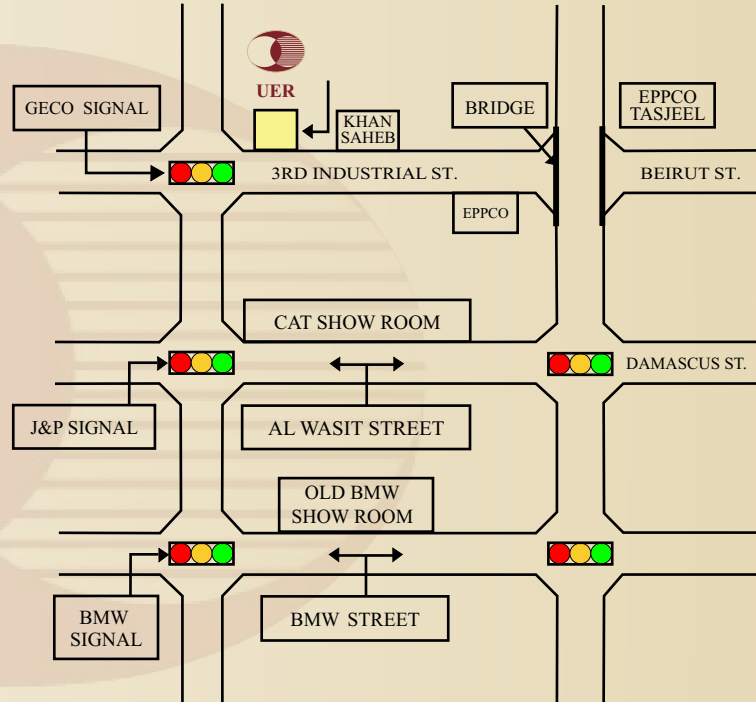 UER
GECO SIGNAL
KHAN
SAHEB
BRIDGE
EPPCO
TASJEEL
3RD INDUSTRIAL ST.
BEIRUT ST.
EPPCO
CAT SHOW ROOM
DAMASCUS ST.
J&P SIGNAL
AL WASIT STREET
OLD BMW
SHOW ROOM
BMW
SIGNAL
BMW STREET